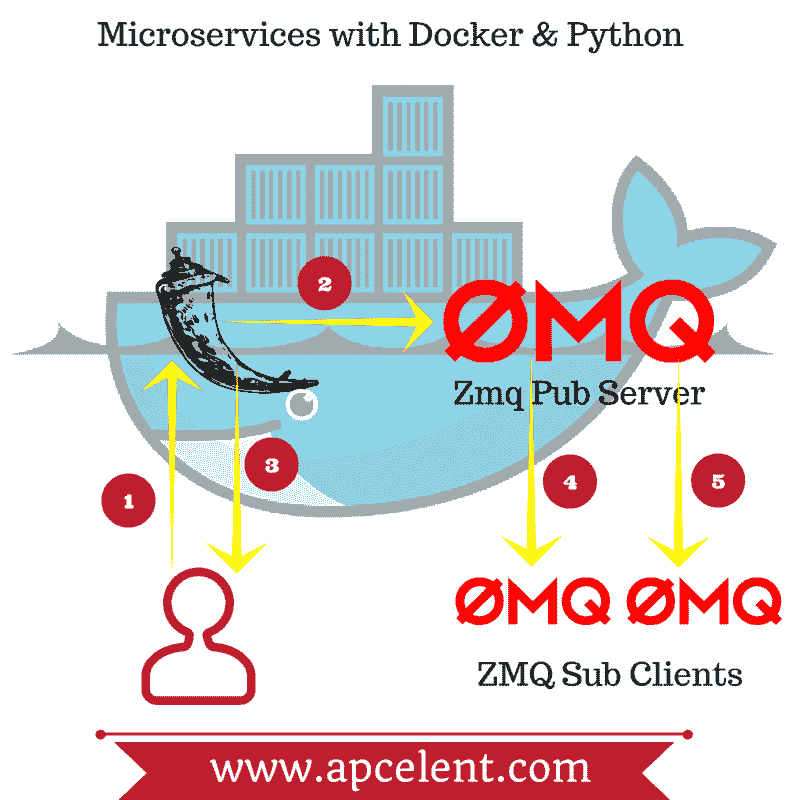 Microservices with Docker & Python
2
ØMQ
Zmq Pub Server
3
1
4
5
ØMQ ØMQ
ZMQ Sub Clients
www.apcelent.com